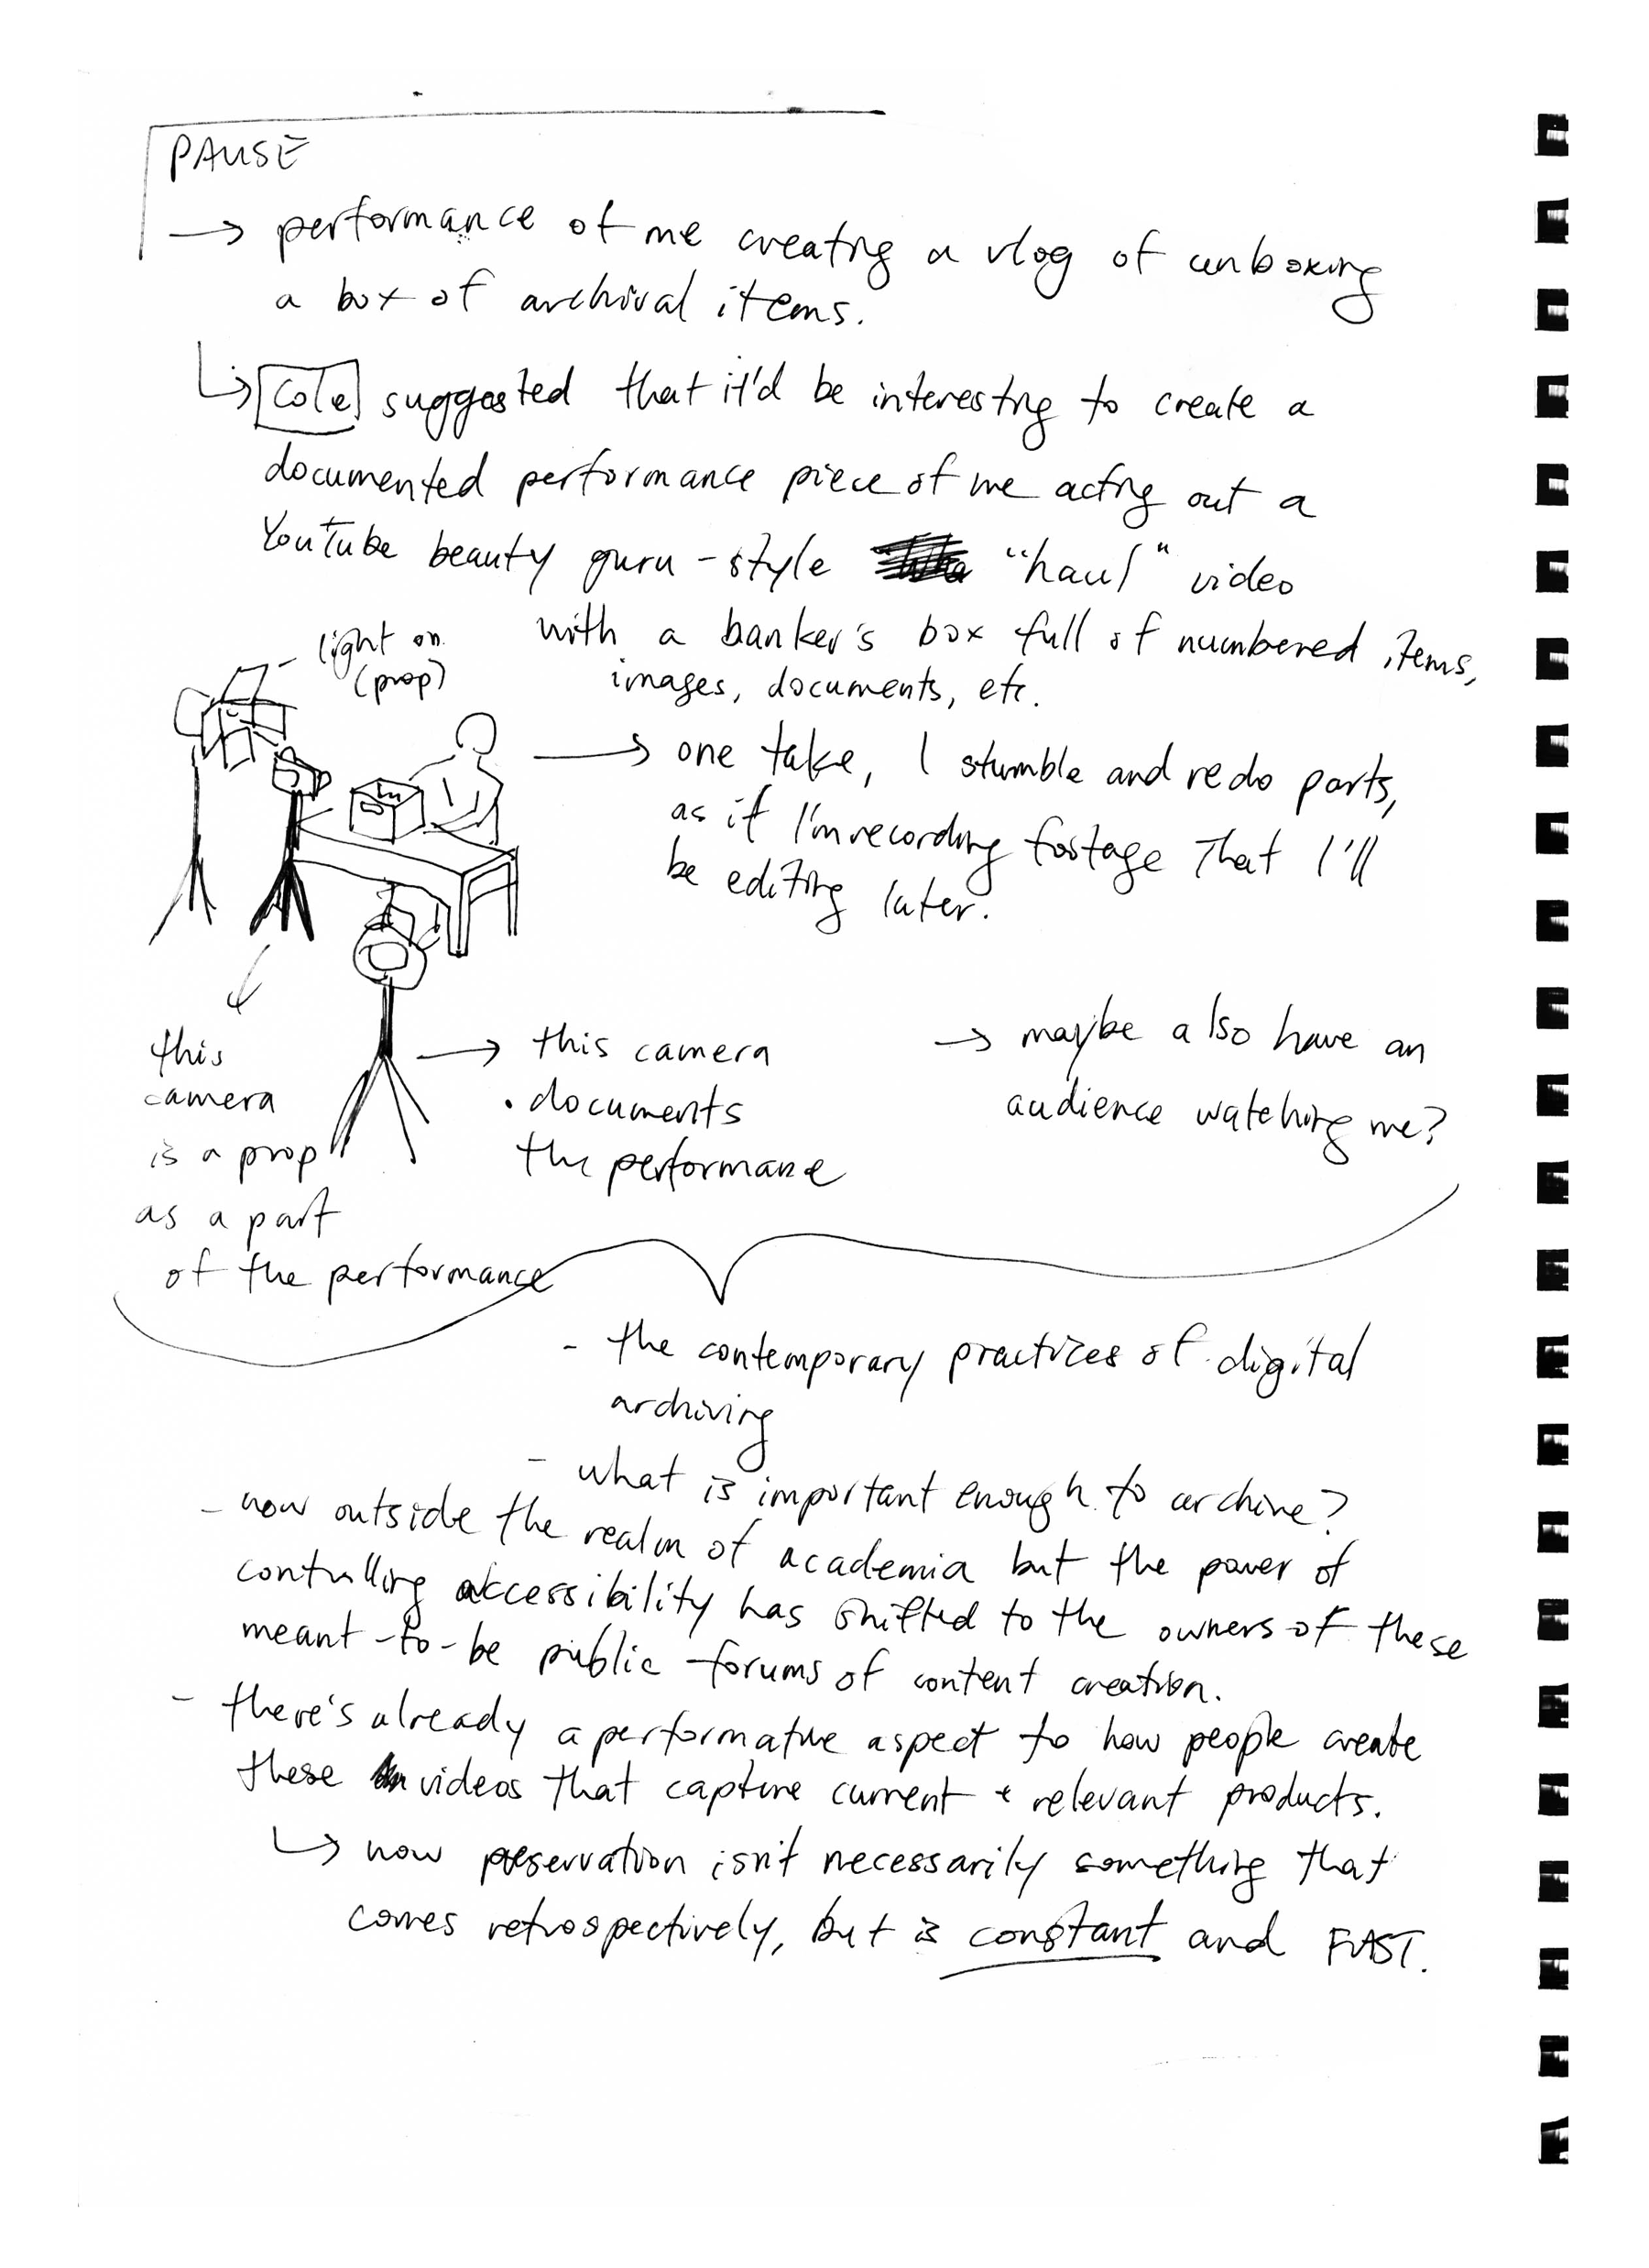 PAUSE
→ performance of me creating a vlog of unboxing
a box of archival items.
↳ Cole suggested that it'd be interesting to create a
documented performance piece of me acting out a
YouTube beauty guru-style "haul" video
with a banker's box full of numbered items,
images, documents, etc.
light on
(prop)
→ one take, I stumble and redo parts,
as if I'm recording footage that I'll
be editing later.
this
camera
is a prop
as a part
of the performance
→ this camera
documents
the performance
→ maybe also have an
audience watching me?
- the contemporary practices of digital
archiving
- what is important enough to archive?
- now outside the realm of academia but the power of
controlling accessibility has shifted to the owners of these
meant-to-be public forums of content creation.
- there's already a performative aspect to how people create
these videos that capture current + relevant products.
↳ now preservation isn't necessarily something that
comes retrospectively, but is constant and FAST.